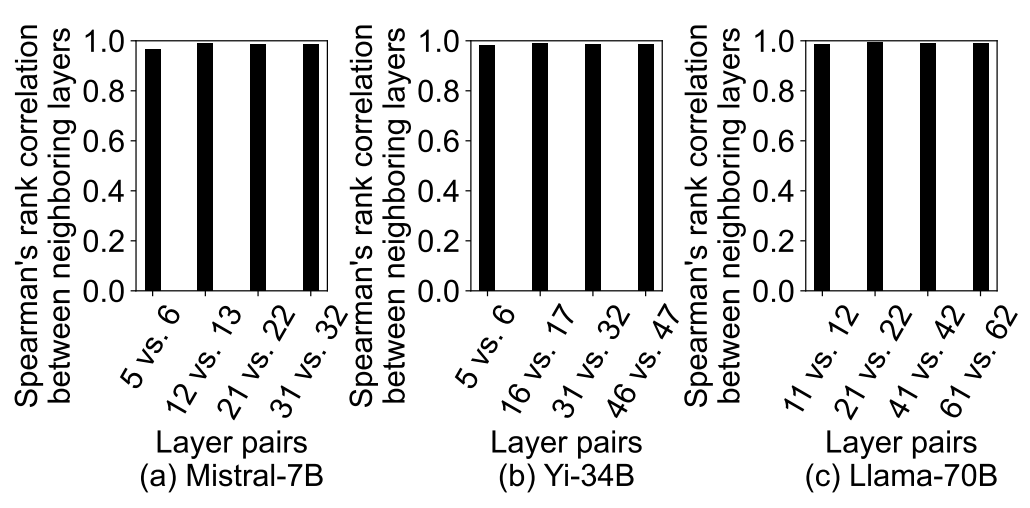 Spearman's rank correlation
between neighboring layers
1.0
0.8
0.6
0.4
0.2
0.0
5 vs. 6
12 vs. 13
21 vs. 22
31 vs. 32
Layer pairs
(a) Mistral-7B
Spearman's rank correlation
between neighboring layers
1.0
0.8
0.6
0.4
0.2
0.0
5 vs. 6
16 vs. 17
31 vs. 32
46 vs. 47
Layer pairs
(b) Yi-34B
Spearman's rank correlation
between neighboring layers
1.0
0.8
0.6
0.4
0.2
0.0
11 vs. 12
21 vs. 22
41 vs. 42
61 vs. 62
Layer pairs
(c) Llama-70B